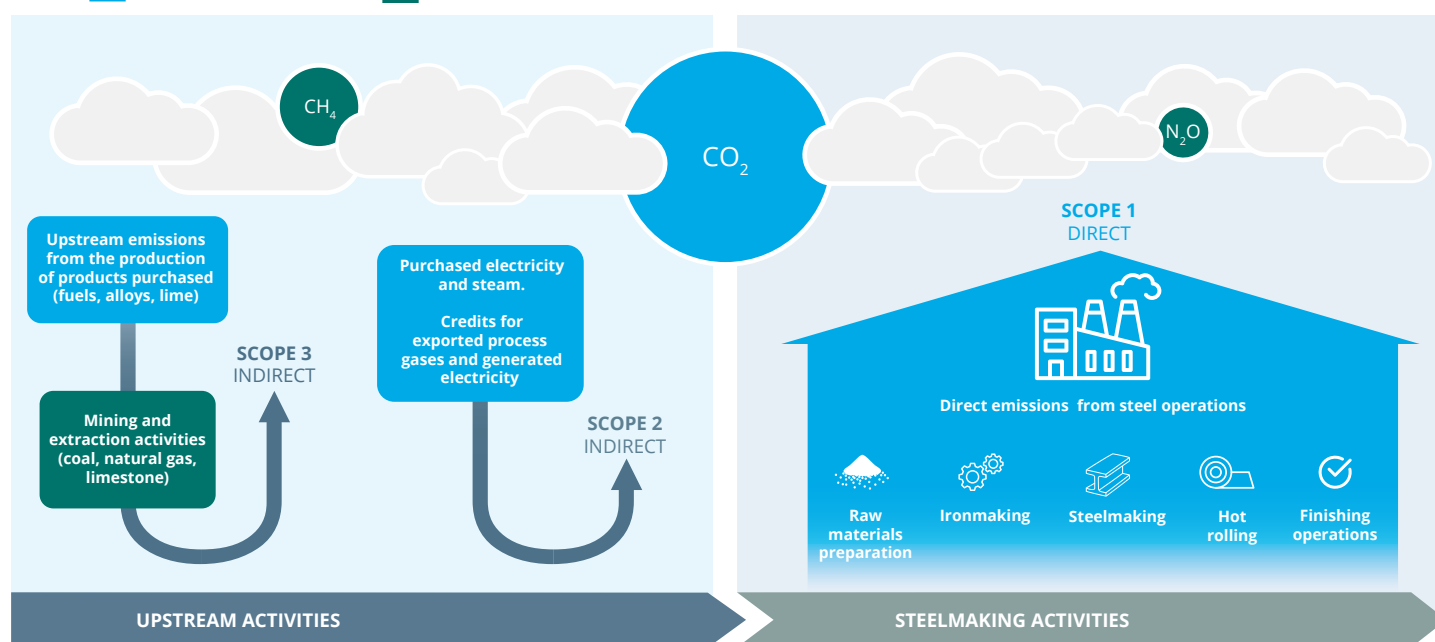 CH₄
CO₂
N₂O
Upstream emissions
from the production
of products purchased
(fuels, alloys, lime)
Mining and
extraction activities
(coal, natural gas,
limestone)
SCOPE 3
INDIRECT
Purchased electricity
and steam.
Credits for
exported process
gases and generated
electricity
SCOPE 2
INDIRECT
SCOPE 1
DIRECT
Direct emissions from steel operations
Raw
materials
preparation
Ironmaking
Steelmaking
Hot
rolling
Finishing
operations
UPSTREAM ACTIVITIES
STEELMAKING ACTIVITIES